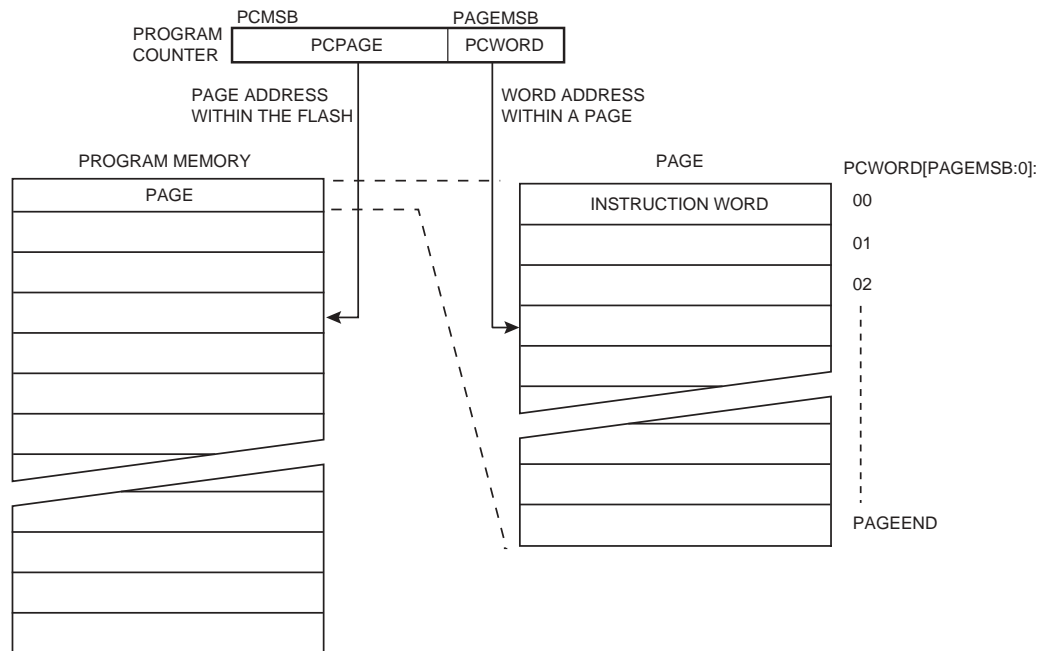 PCMSB PAGEMSB
PROGRAM
COUNTER
PCPAGE PCWORD
PAGE ADDRESS
WITHIN THE FLASH
WORD ADDRESS
WITHIN A PAGE
PROGRAM MEMORY
PAGE
PAGE
INSTRUCTION WORD
PCWORD[PAGEMSB:0]:
00
01
02
PAGEEND